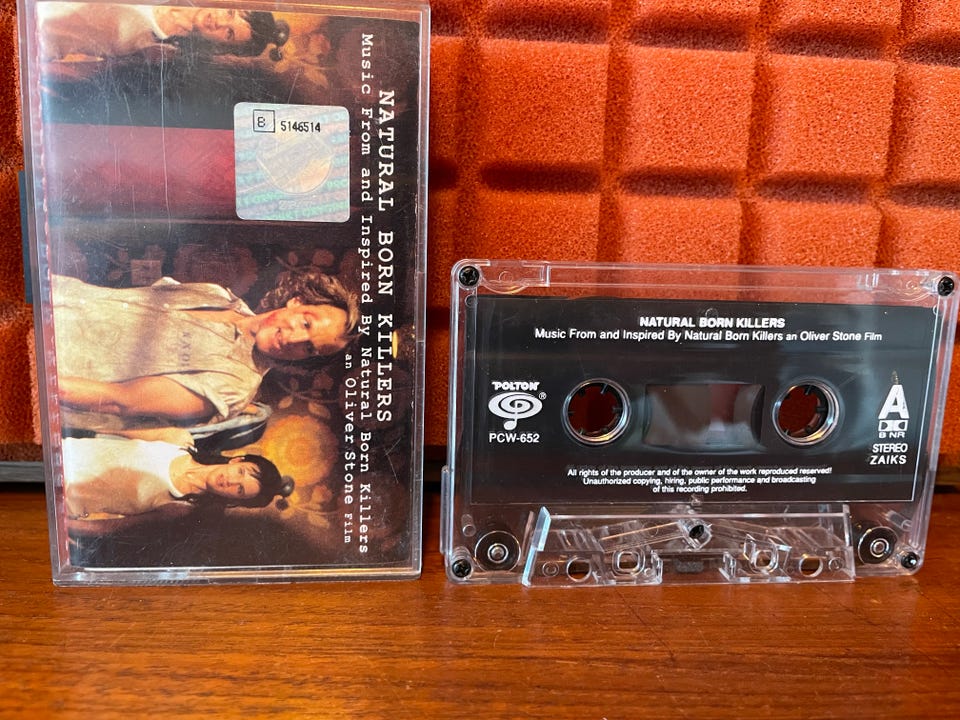 NATURAL BORN KILLERS
Music From and Inspired By Natural Born Killers
an Oliver Stone Film
B 5146514
NATURAL BORN KILLERS
Music From and Inspired By Natural Born Killers an Oliver Stone Film
POLTON
®
PCW-652
A
B NR
STEREO
ZAIKS
All rights of the producer and of the owner of the work reproduced reserved!
Unauthorized copying, hiring, public performance and broadcasting
of this recording prohibited.